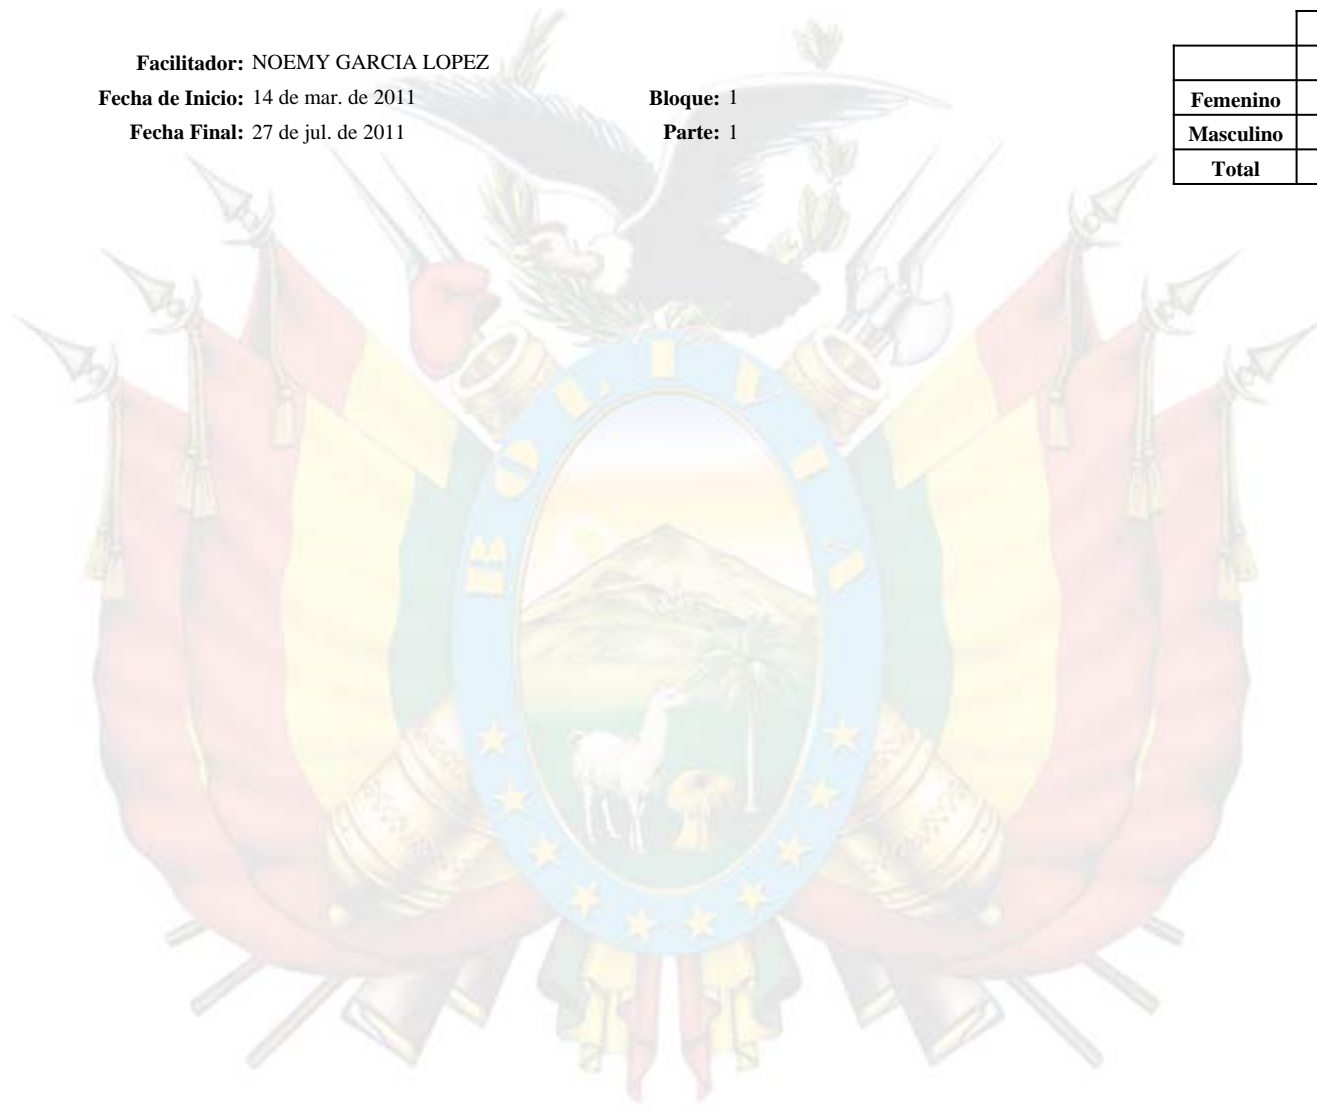 Facilitador: NOEMY GARCIA LOPEZ
Fecha de Inicio: 14 de mar. de 2011 Bloque: 1
Fecha Final: 27 de jul. de 2011 Parte: 1
Femenino
Masculino
Total
BOLIVIA